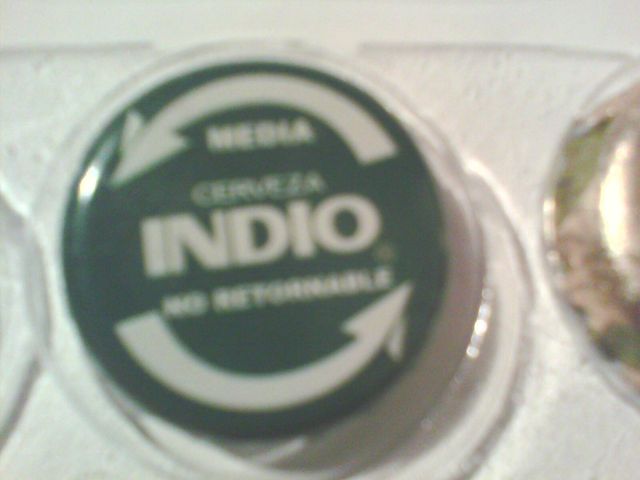 MEDIA
CERVEZA
INDIO
NO RETORNABLE